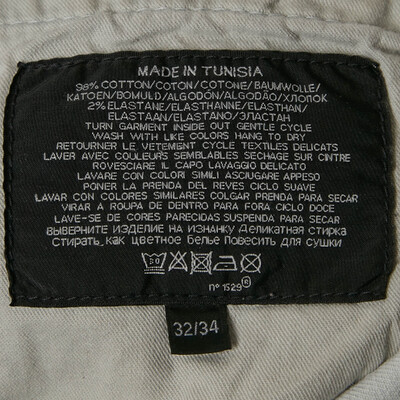 MADE IN TUNISIA
98% COTTON/COTON/COTONE/BAUMWOLLE/
KATOEN/BOMULD/ALGODÓN/ALGODÃO/ХЛОПОК
2% ELASTANE/ELASTHANNE/ELASTHAN/
ELASTAAN/ELASTANO/ЭЛАСТАН
TURN GARMENT INSIDE OUT GENTLE CYCLE
WASH WITH LIKE COLORS HANG TO DRY
RETOURNER LE VETEMENT CYCLE TEXTILES DELICATS
LAVER AVEC COULEURS SEMBLABLES SECHAGE SUR CINTRE
ROVESCIARE IL CAPO LAVAGGIO DELICATO
LAVARE CON COLORI SIMILI ASCIUGARE APPESO
PONER LA PRENDA DEL REVES CICLO SUAVE
LAVAR CON COLORES SIMILARES COLGAR PRENDA PARA SECAR
VIRAR A ROUPA DE DENTRO PARA FORA CICLO DOCE
LAVE-SE DE CORES PARECIDAS SUSPENDA PARA SECAR
ВЫВЕРНИТЕ ИЗДЕЛИЕ НА ИЗНАНКУ Деликатная стирка
Стирать, как цветное белье Повесить для сушки
30
nº 1529 ®
32/34